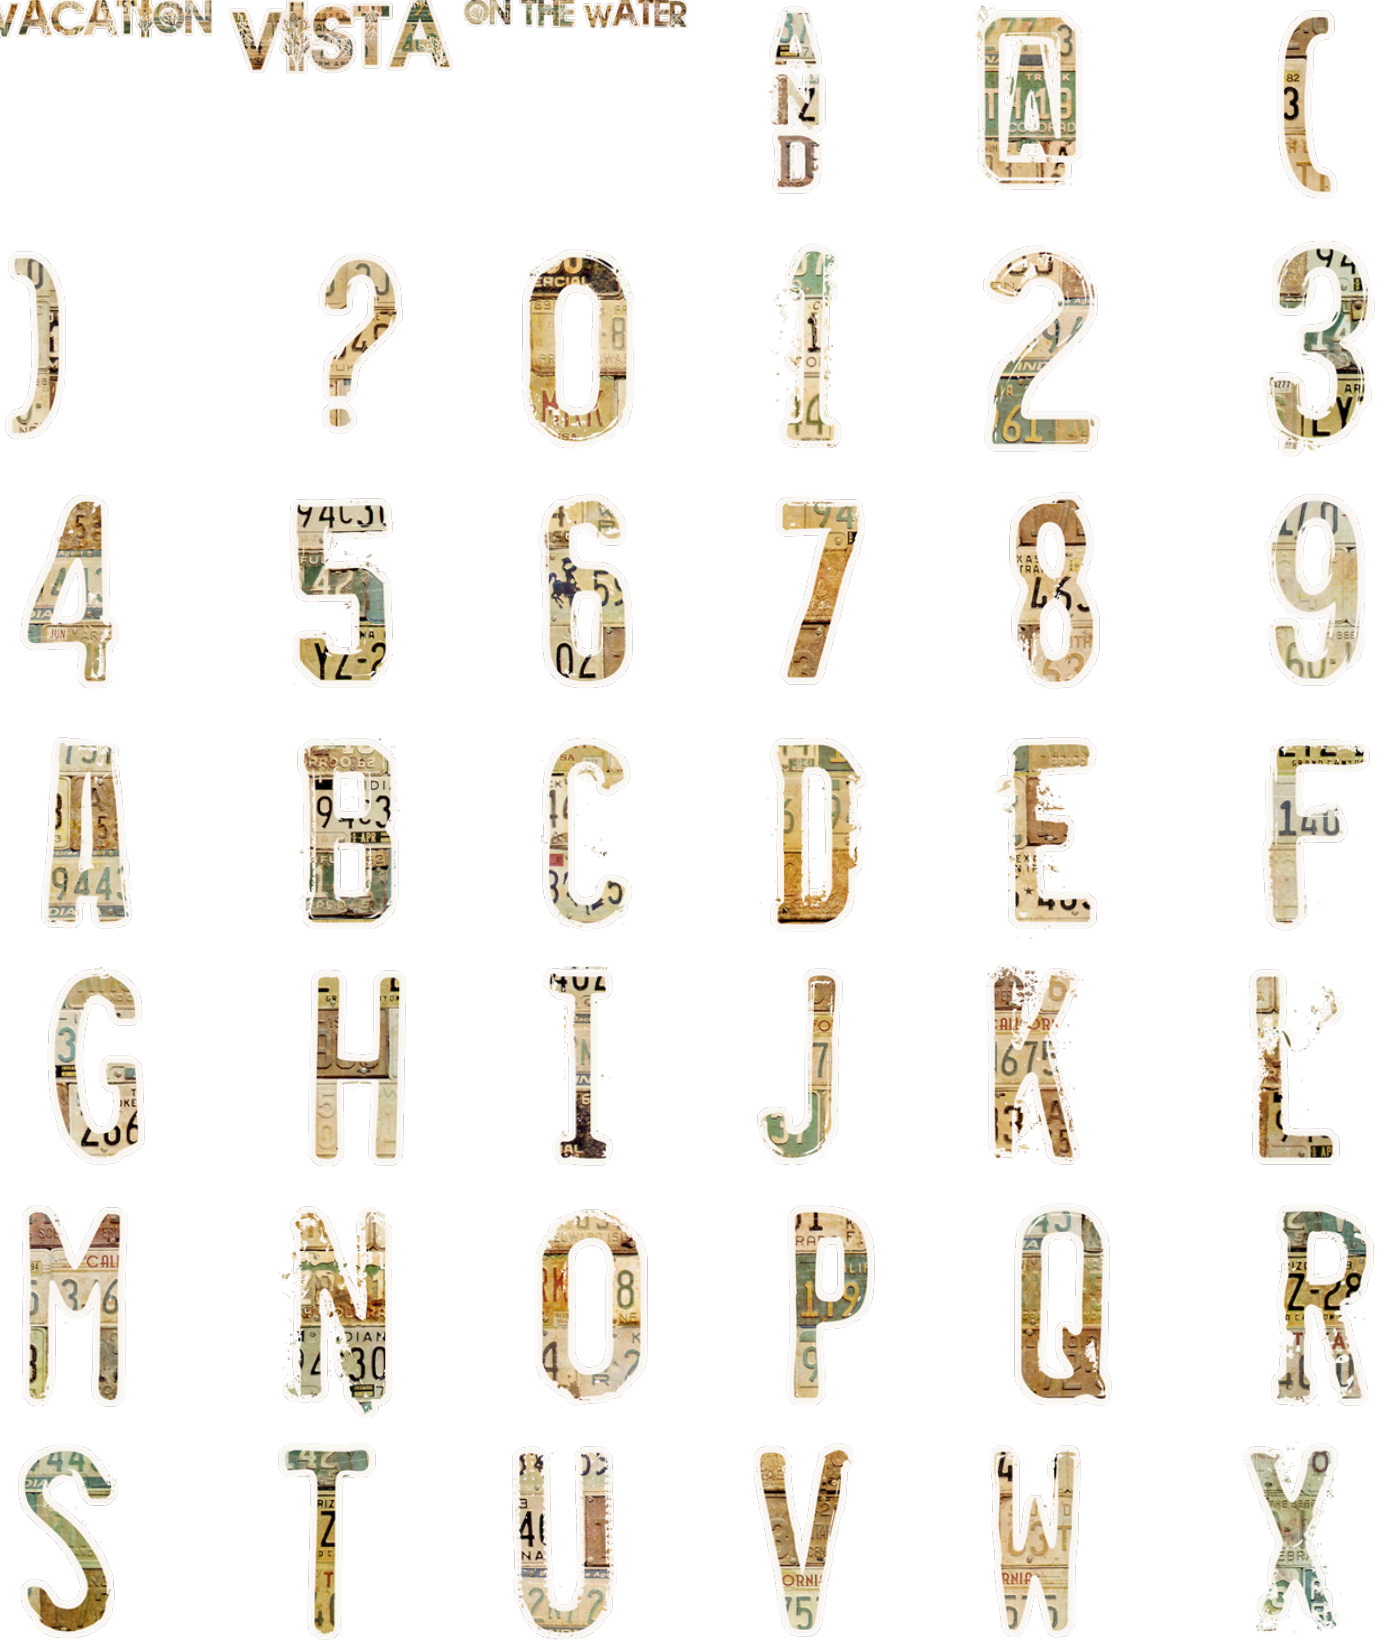 VACATION VISTA ON THE WATER AND @ (
) ? 0 1 2 3
4 5 6 7 8 9
A B C D E F
G H I J K L
M N O P Q R
S T U V W X